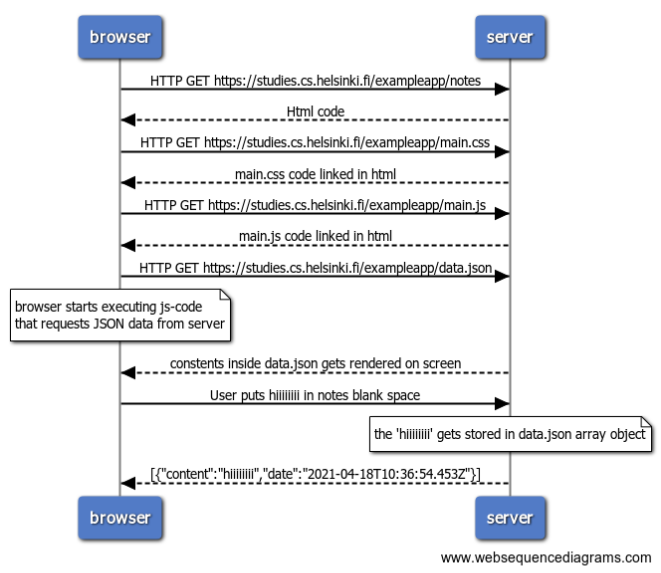 browser server
HTTP GET https://studies.cs.helsinki.fi/exampleapp/notes
Html code
HTTP GET https://studies.cs.helsinki.fi/exampleapp/main.css
main.css code linked in html
HTTP GET https://studies.cs.helsinki.fi/exampleapp/main.js
main.js code linked in html
HTTP GET https://studies.cs.helsinki.fi/exampleapp/data.json
browser starts executing js-code
that requests JSON data from server
constents inside data.json gets rendered on screen
User puts hiiiiiiii in notes blank space
the 'hiiiiiiii' gets stored in data.json array object
[{"content":"hiiiiiiii","date":"2021-04-18T10:36:54.453Z"}]
browser server
www.websequencediagrams.com